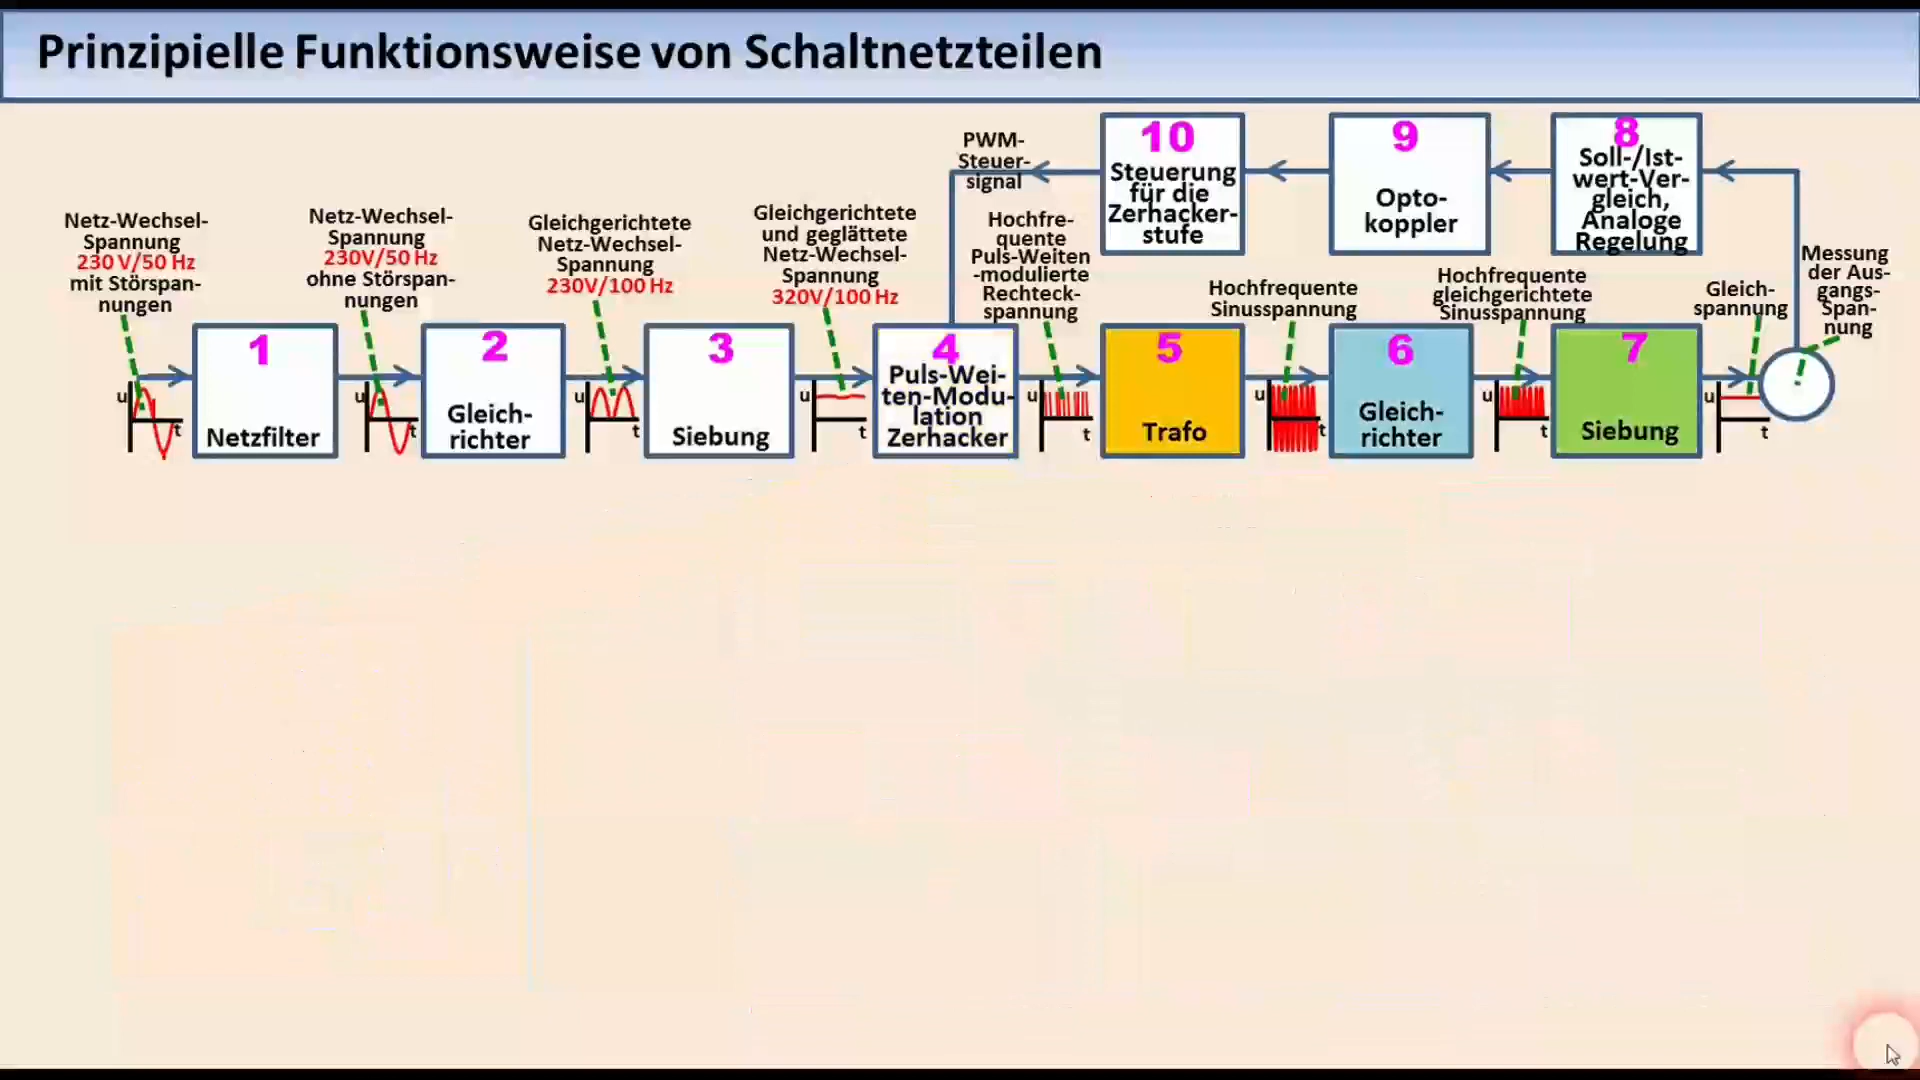 Prinzipielle Funktionsweise von Schaltnetzteilen
Netz-Wechsel-
Spannung
230 V/50 Hz
mit Störspan-
nungen
Netz-Wechsel-
Spannung
230V/50 Hz
ohne Störspan-
nungen
Gleichgerichtete
Netz-Wechsel-
Spannung
230V/100 Hz
Gleichgerichtete
und geglättete
Netz-Wechsel-
Spannung
320V/100 Hz
PWM-
Steuer-
signal
Hochfre-
quente
Puls-Weiten
-modulierte
Rechteck-
spannung
10
Steuerung
für die
Zerhacker-
stufe
9
Opto-
koppler
8
Soll-/Ist-
wert-Ver-
gleich,
Analoge
Regelung
Hochfrequente
Sinusspannung
Hochfrequente
gleichgerichtete
Sinusspannung
Gleich-
spannung
Messung
der Aus-
gangs-
Span-
nung
u
t
1
Netzfilter
u
t
2
Gleich-
richter
u
t
3
Siebung
u
t
4
Puls-Wei-
ten-Modu-
lation
Zerhacker
u
t
5
Trafo
u
t
6
Gleich-
richter
u
t
7
Siebung
u
t